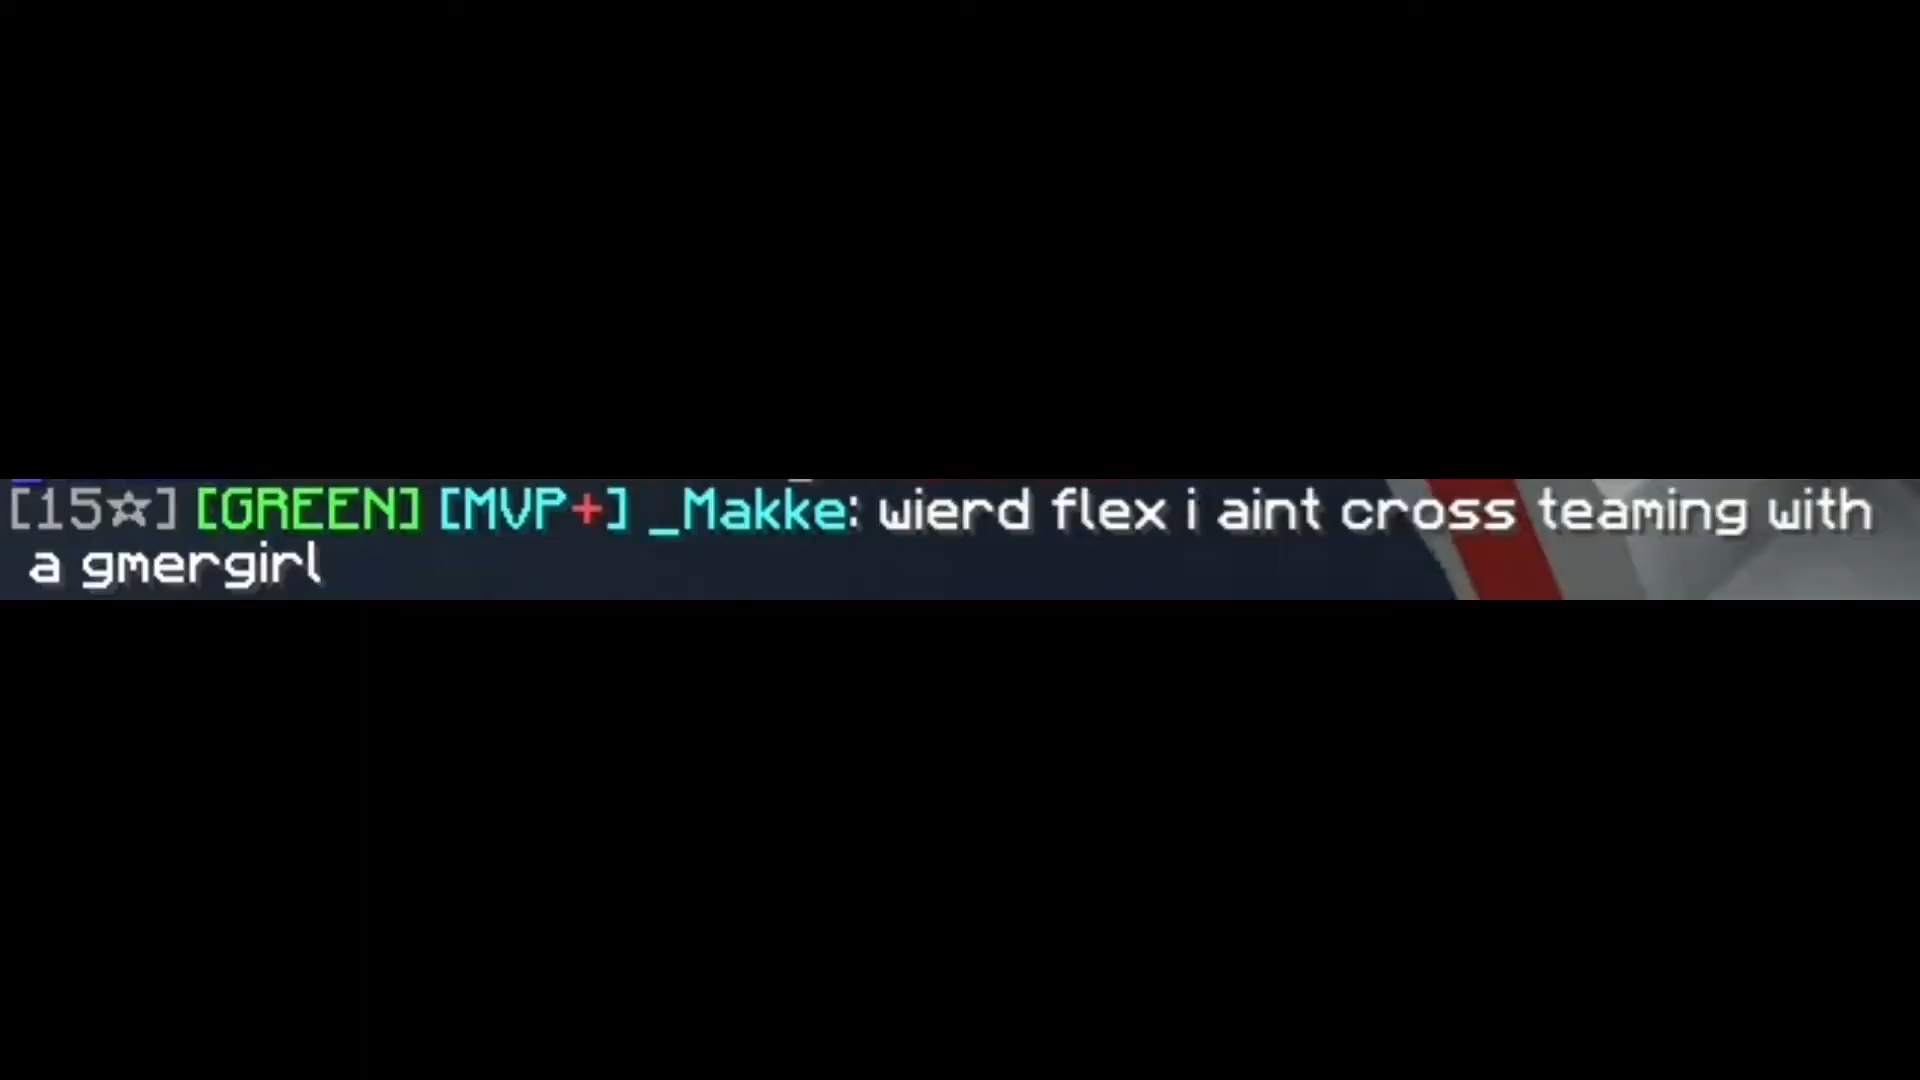 [15☆] [GREEN] [MVP+] _Makke: wierd flex i aint cross teaming with
a gmergirl